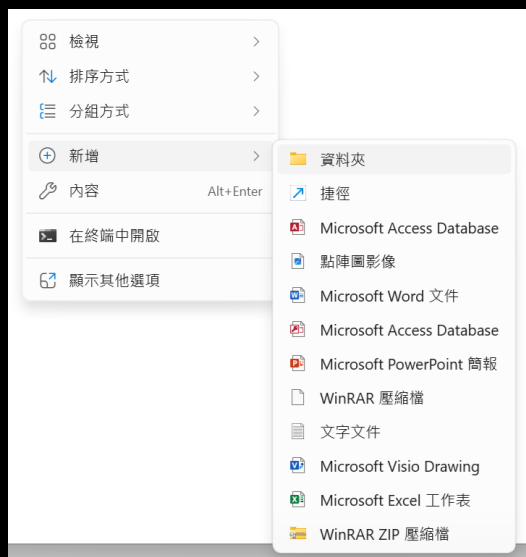 檢視
排序方式
分組方式
新增
內容 Alt+Enter
在終端中開啟
顯示其他選項
資料夾
捷徑
Microsoft Access Database
點陣圖影像
Microsoft Word 文件
Microsoft Access Database
Microsoft PowerPoint 簡報
WinRAR 壓縮檔
文字文件
Microsoft Visio Drawing
Microsoft Excel 工作表
WinRAR ZIP 壓縮檔